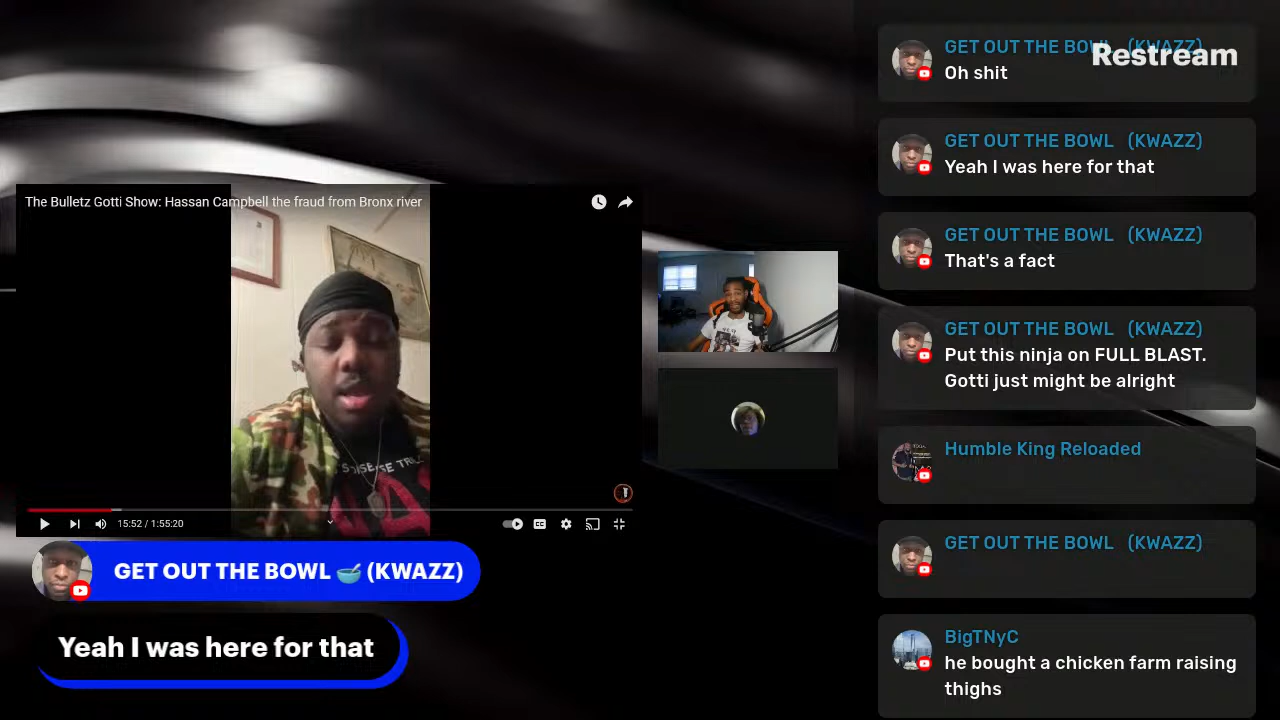 The Bulletz Gotti Show: Hassan Campbell the fraud from Bronx river
15:52 / 1:55:20
CC
GET OUT THE BOWL 🥣 (KWAZZ)
Yeah I was here for that
Restream
GET OUT THE BOWL (KWAZZ)
Oh shit
GET OUT THE BOWL (KWAZZ)
Yeah I was here for that
GET OUT THE BOWL (KWAZZ)
That's a fact
GET OUT THE BOWL (KWAZZ)
Put this ninja on FULL BLAST.
Gotti just might be alright
Humble King Reloaded
GET OUT THE BOWL (KWAZZ)
BigTNyC
he bought a chicken farm raising
thighs